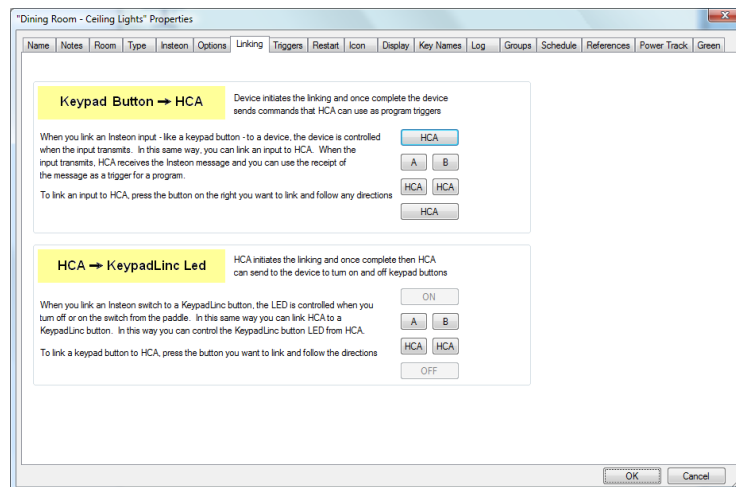 "Dining Room - Ceiling Lights" Properties
Name Notes Room Type Insteon Options Linking Triggers Restart Icon Display Key Names Log Groups Schedule References Power Track Green
Keypad Button → HCA
Device initiates the linking and once complete the device
sends commands that HCA can use as program triggers
When you link an Insteon input - like a keypad button - to a device, the device is controlled
when the input transmits. In this same way, you can link an input to HCA. When the
input transmits, HCA receives the Insteon message and you can use the receipt of
the message as a trigger for a program.
To link an input to HCA, press the button on the right you want to link and follow any directions
HCA
A B
HCA HCA
HCA
HCA → KeypadLinc Led
HCA initiates the linking and once complete then HCA
can send to the device to turn on and off keypad buttons
When you link an Insteon switch to a KeypadLinc button, the LED is controlled when you
turn off or on the switch from the paddle. In this same way you can link HCA to a
KeypadLinc button. In this way you can control the KeypadLinc button LED from HCA.
To link a keypad button to HCA, press the button you want to link and follow the directions
ON
A B
HCA HCA
OFF
OK Cancel